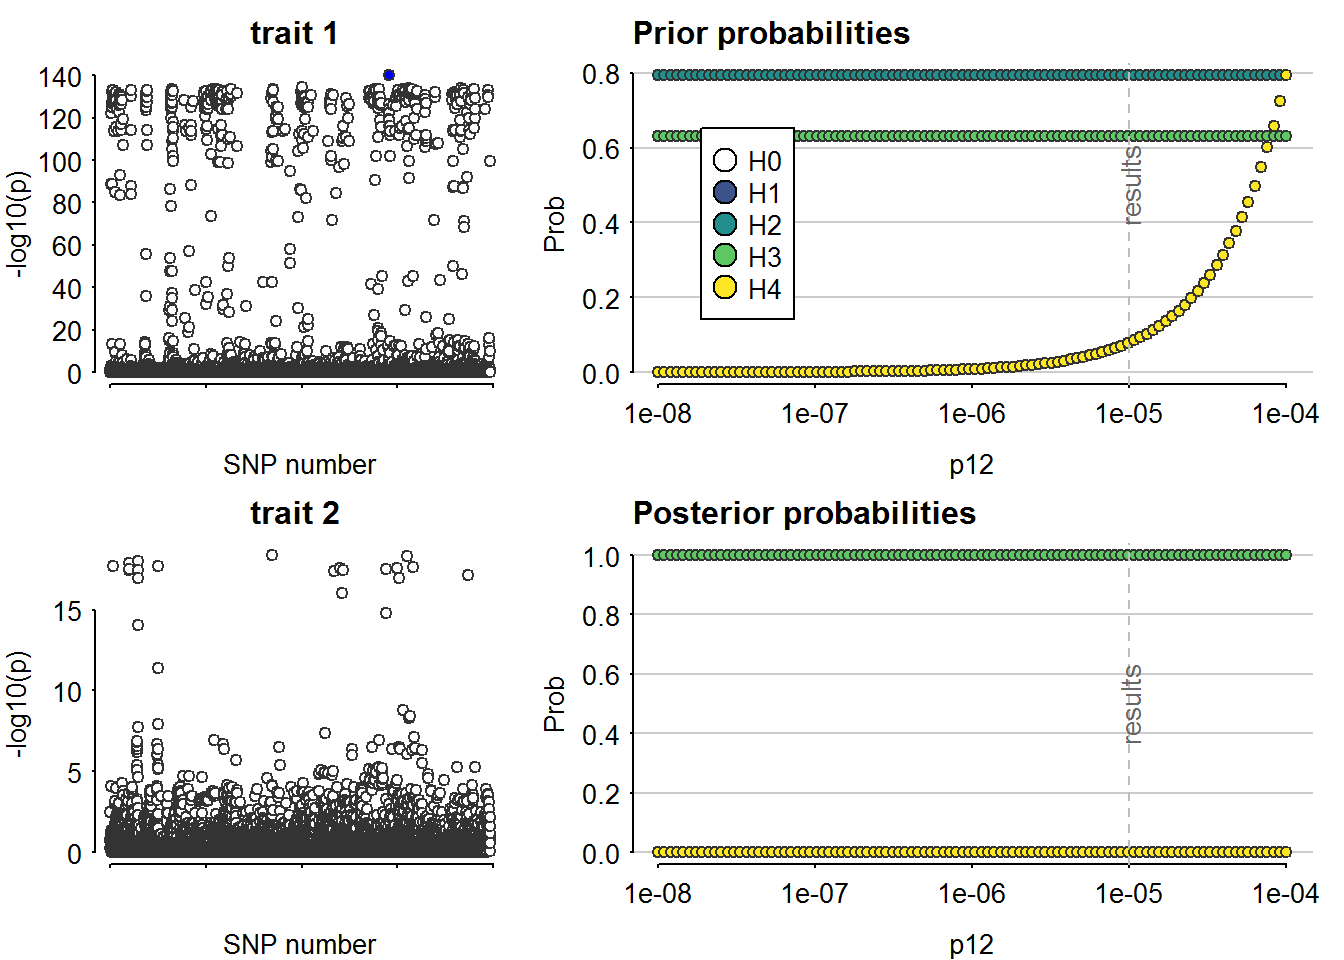 trait 1
140
120
100
80
60
40
20
0
-log10(p)
SNP number
Prior probabilities
0.8
0.6
0.4
0.2
0.0
Prob
H0
H1
H2
H3
H4
results
1e-08 1e-07 1e-06 1e-05 1e-04
p12
trait 2
15
10
5
0
-log10(p)
SNP number
Posterior probabilities
1.0
0.8
0.6
0.4
0.2
0.0
Prob
results
1e-08 1e-07 1e-06 1e-05 1e-04
p12